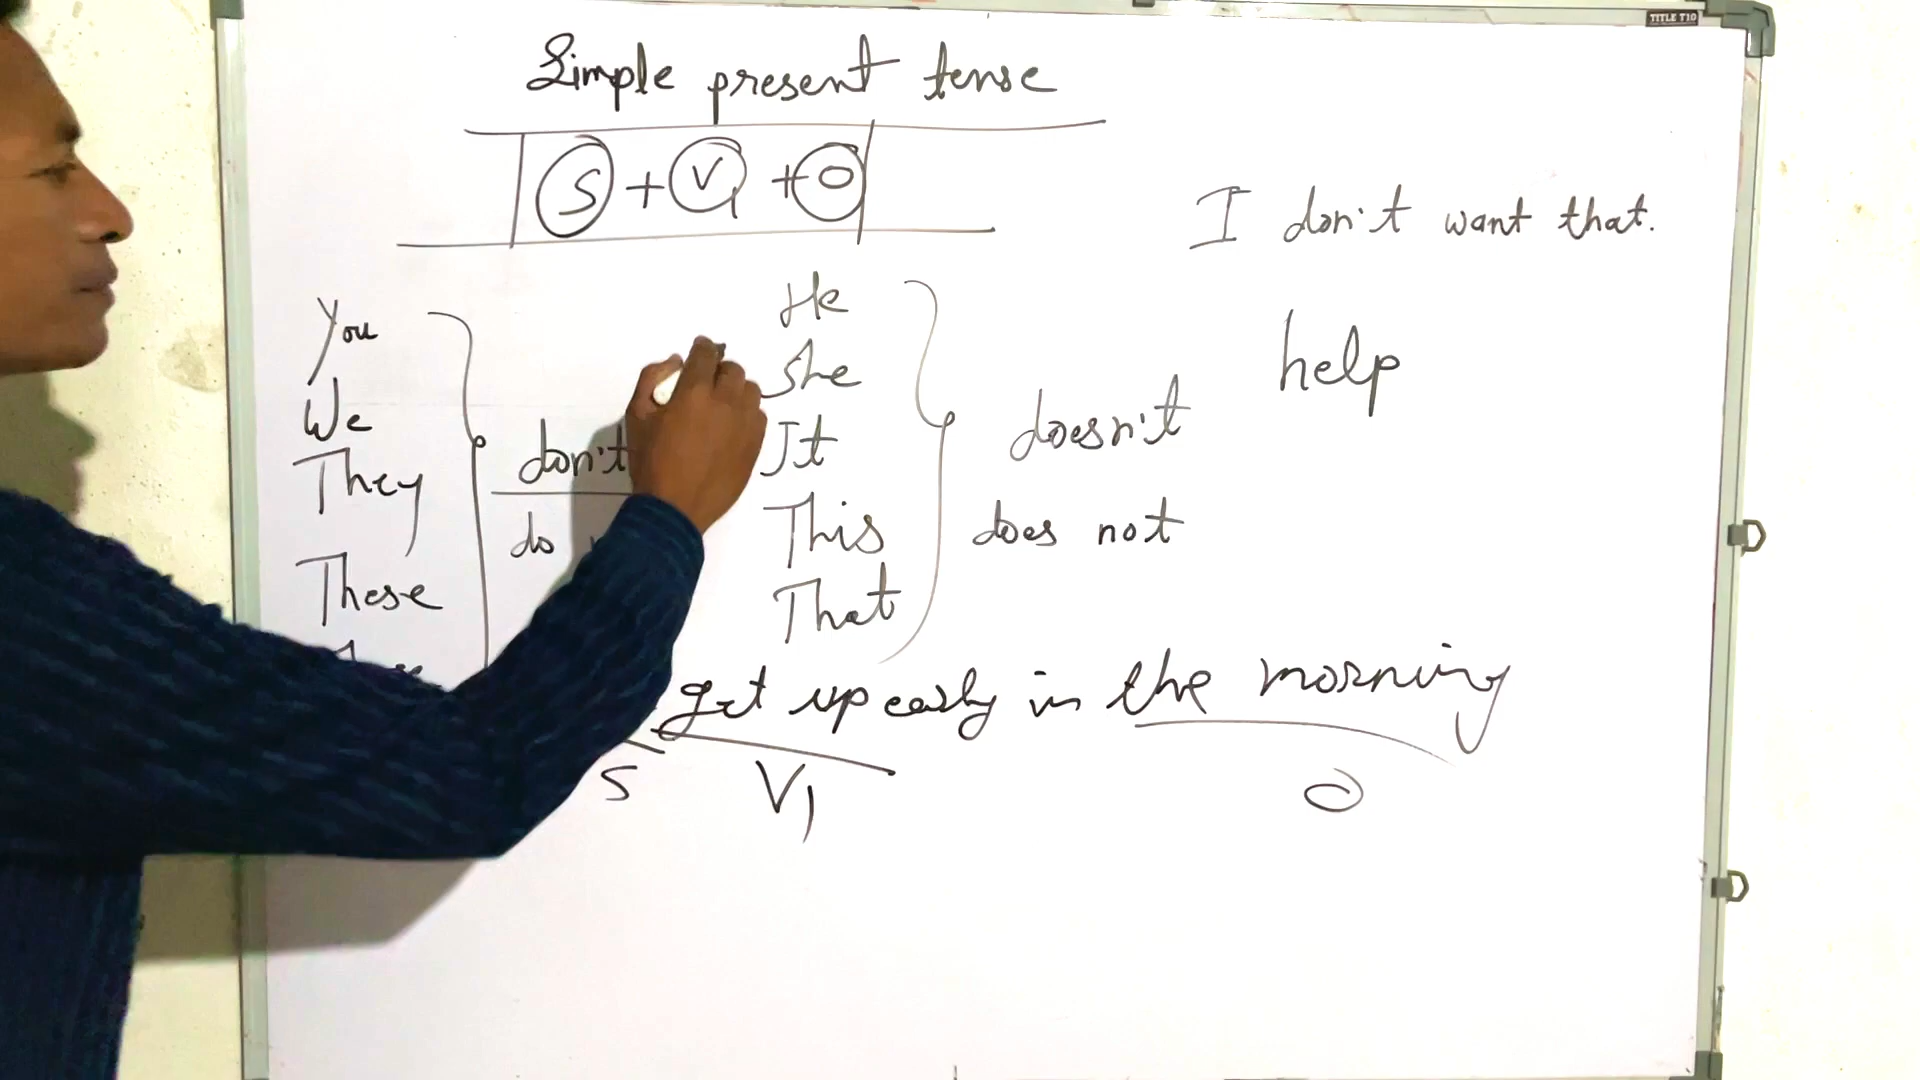 TITLE T10
Simple present tense
S + V1 + O
I don't want that.
You
We
They
These
don't
do
He
She
It
This
That
doesn't
does not
help
get up early in the morning
S V1 O